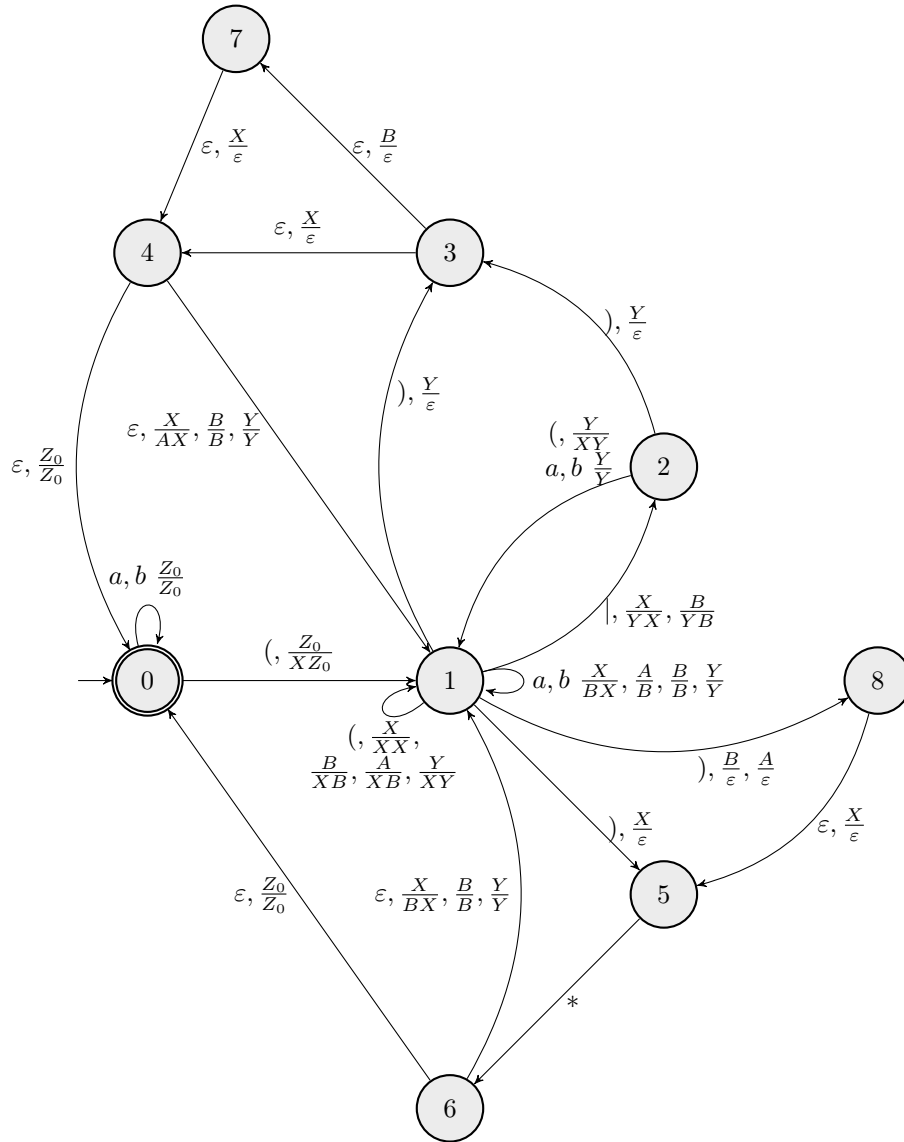 7
ε, X/ε
ε, B/ε
4
ε, X/ε
3
), Y/ε
), Y/ε
(, Y/XY
a, b Y/Y
2
ε, X/AX, B/B, Y/Y
ε, Z₀/Z₀
a, b Z₀/Z₀
|, X/YX, B/YB
(, Z₀/XZ₀
0
1
a, b X/BX, A/B, B/B, Y/Y
8
(, X/XX,
B/XB, A/XB, Y/XY
), B/ε, A/ε
), X/ε
ε, X/ε
ε, Z₀/Z₀
ε, X/BX, B/B, Y/Y
5
*
6